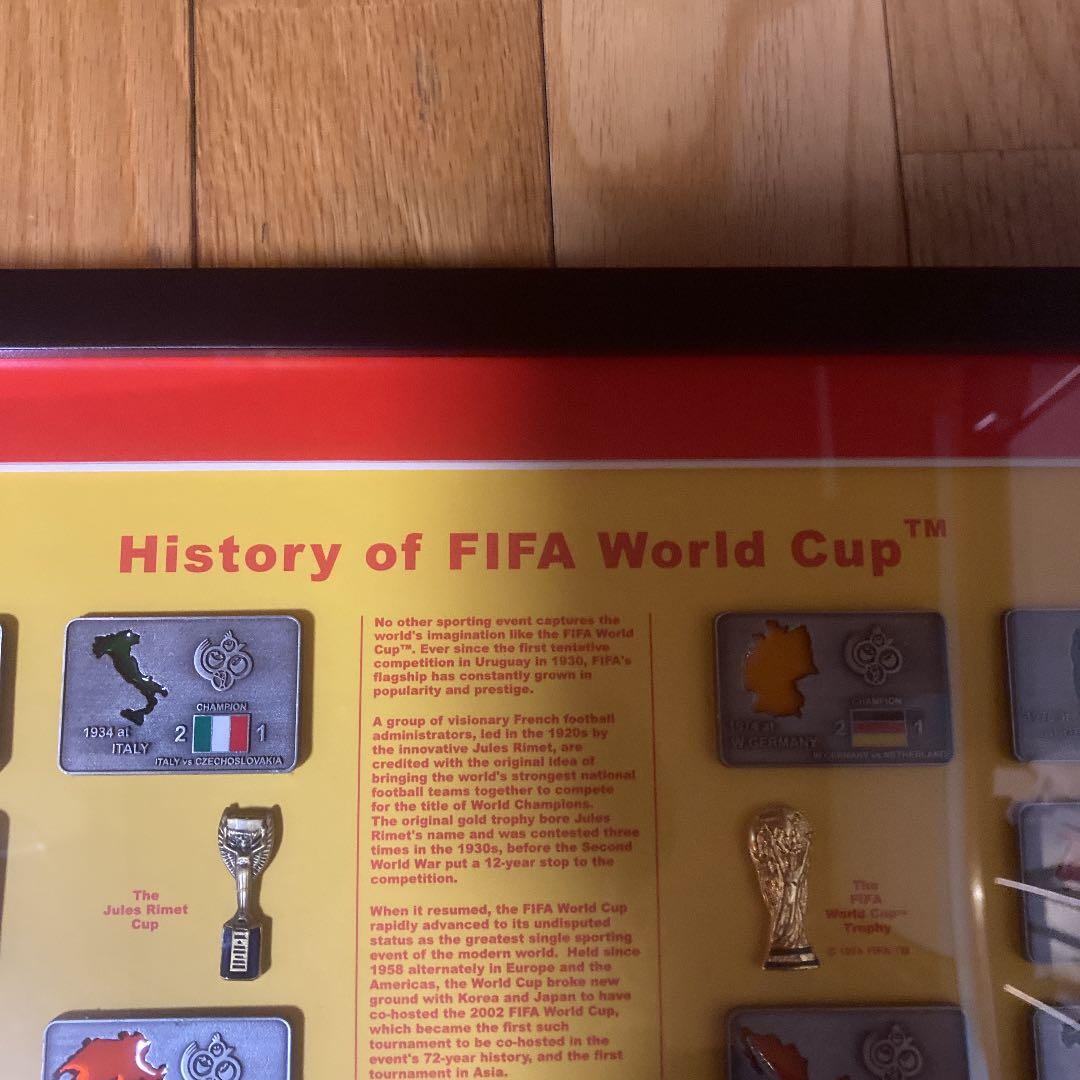 History of FIFA World Cup™
1934 at
ITALY
CHAMPION
2 1
ITALY vs CZECHOSLOVAKIA
The
Jules Rimet
Cup
No other sporting event captures the
world's imagination like the FIFA World
Cup™. Ever since the first tentative
competition in Uruguay in 1930, FIFA's
flagship has constantly grown in
popularity and prestige.
A group of visionary French football
administrators, led in the 1920s by
the innovative Jules Rimet, are
credited with the original idea of
bringing the world's strongest national
football teams together to compete
for the title of World Champions.
The original gold trophy bore Jules
Rimet's name and was contested three
times in the 1930s, before the Second
World War put a 12-year stop to the
competition.
When it resumed, the FIFA World Cup
rapidly advanced to its undisputed
status as the greatest single sporting
event of the modern world. Held since
1958 alternately in Europe and the
Americas, the World Cup broke new
ground with Korea and Japan to have
co-hosted the 2002 FIFA World Cup,
which became the first such
tournament to be co-hosted in the
event's 72-year history, and the first
tournament in Asia.
1974 at
W GERMANY
CHAMPION
2 1
W GERMANY vs NETHERLAND
The
FIFA
World Cup™
Trophy
© 1974 FIFA TM